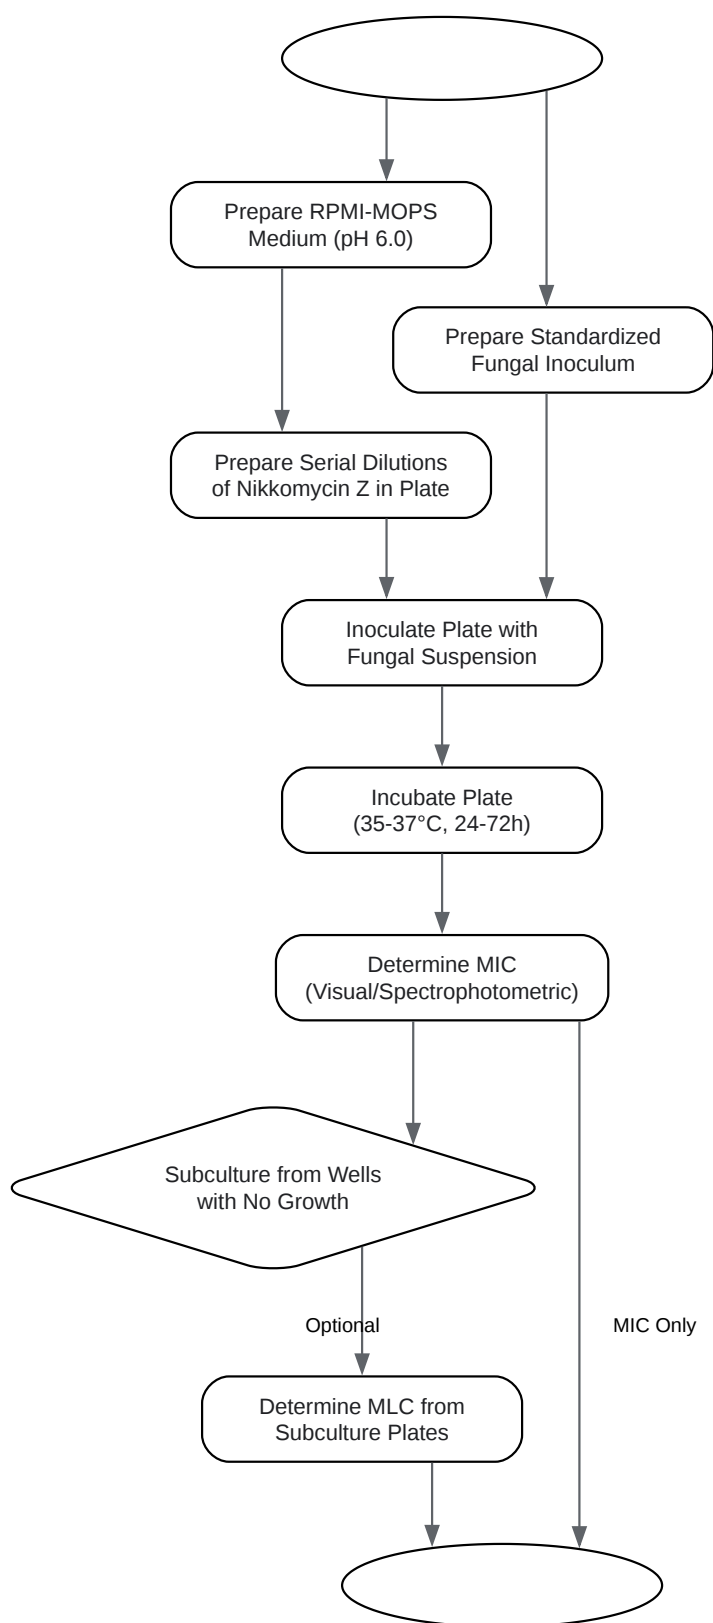 Prepare RPMI-MOPS
Medium (pH 6.0)
Prepare Standardized
Fungal Inoculum
Prepare Serial Dilutions
of Nikkomycin Z in Plate
Inoculate Plate with
Fungal Suspension
Incubate Plate
(35-37°C, 24-72h)
Determine MIC
(Visual/Spectrophotometric)
Subculture from Wells
with No Growth
Optional
MIC Only
Determine MLC from
Subculture Plates